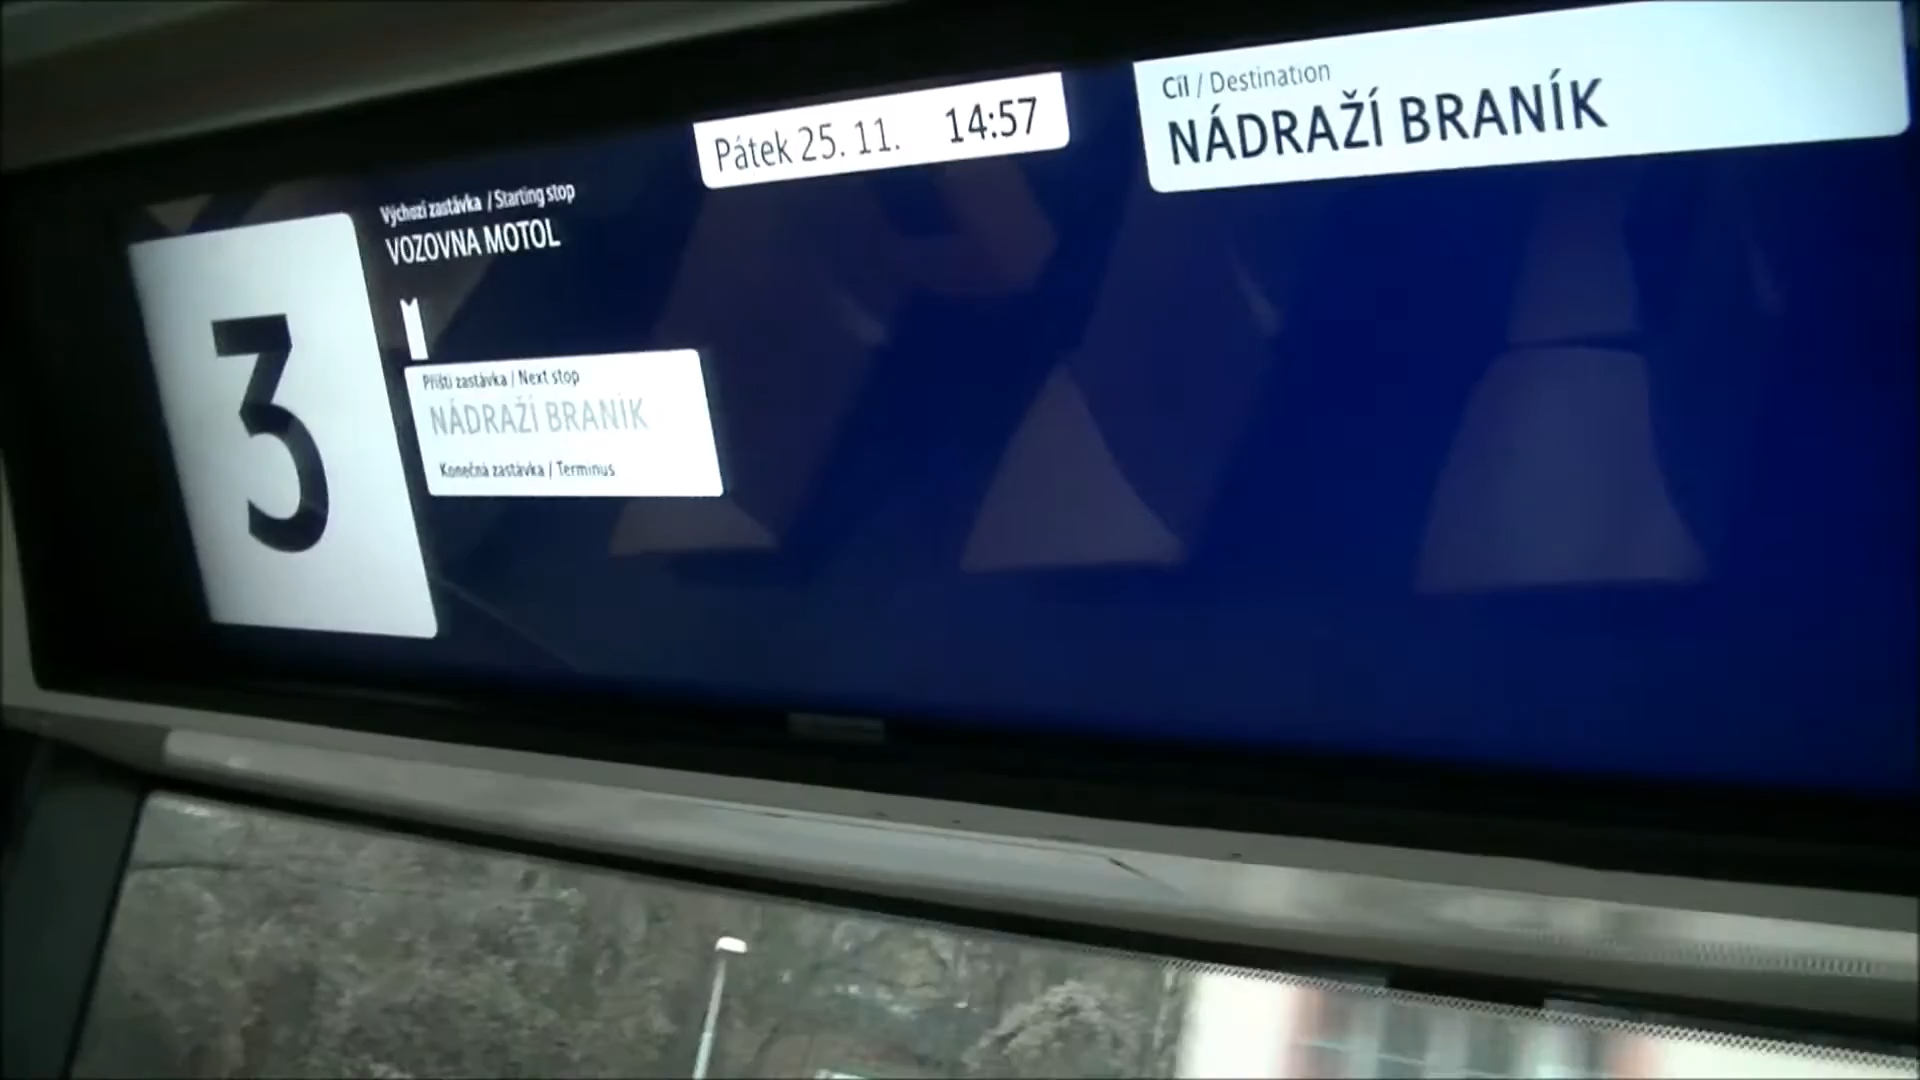 Pátek 25. 11. 14:57
Cíl / Destination
NÁDRAŽÍ BRANÍK
3
Výchozí zastávka / Starting stop
VOZOVNA MOTOL
Příští zastávka / Next stop
NÁDRAŽÍ BRANÍK
Konečná zastávka / Terminus